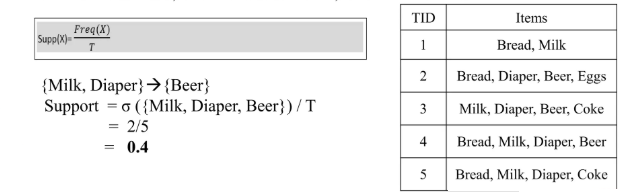 Supp(X)=Freq(X)/T
{Milk, Diaper}→{Beer}
Support = σ ({Milk, Diaper, Beer}) / T
= 2/5
= 0.4
TID Items
1 Bread, Milk
2 Bread, Diaper, Beer, Eggs
3 Milk, Diaper, Beer, Coke
4 Bread, Milk, Diaper, Beer
5 Bread, Milk, Diaper, Coke